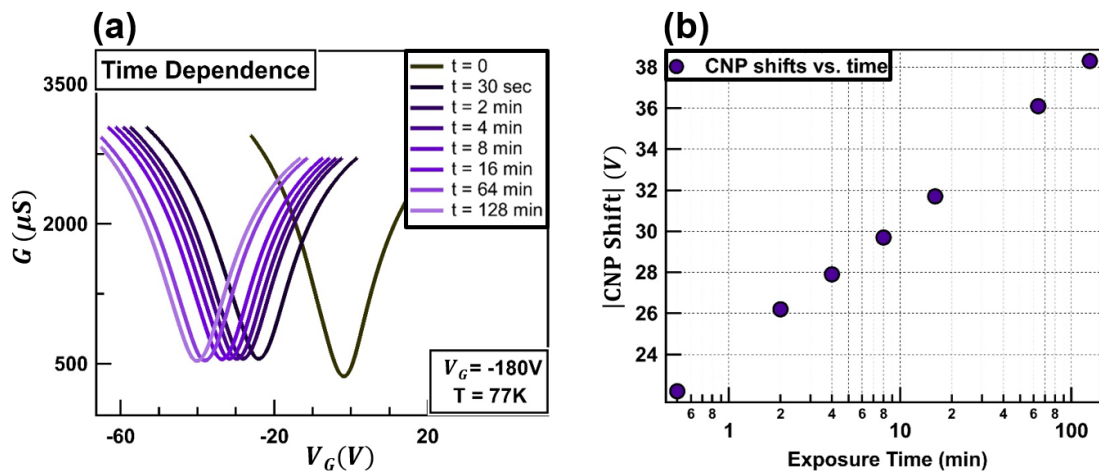 (a)
Time Dependence
t = 0
t = 30 sec
t = 2 min
t = 4 min
t = 8 min
t = 16 min
t = 64 min
t = 128 min
3500
2000
500
G (μS)
V_G = -180V
T = 77K
-60
-20
20
V_G(V)
(b)
CNP shifts vs. time
38
36
34
32
30
28
26
24
|CNP Shift| (V)
6 8 2 4 6 8 2 4 6 8
1 10 100
Exposure Time (min)